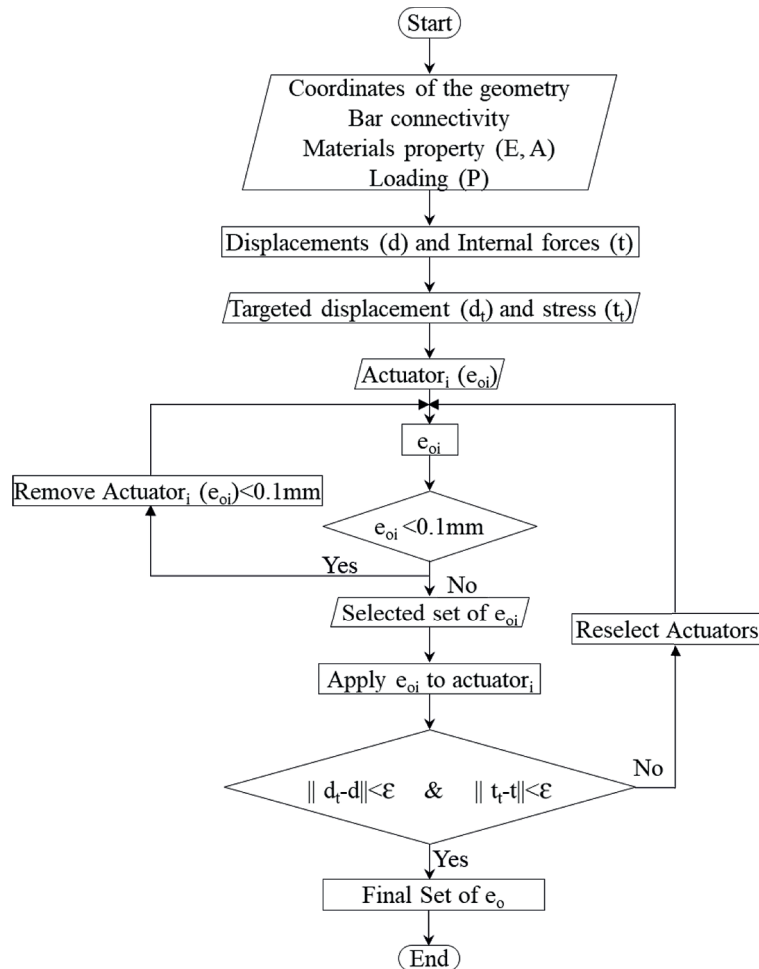 Start
Coordinates of the geometry
Bar connectivity
Materials property (E, A)
Loading (P)
Displacements (d) and Internal forces (t)
Targeted displacement (dₜ) and stress (tₜ)
Actuatorᵢ (eₒᵢ)
eₒᵢ
Remove Actuatorᵢ (eₒᵢ)<0.1mm
eₒᵢ <0.1mm
Yes
No
Selected set of eₒᵢ
Reselect Actuators
Apply eₒᵢ to actuatorᵢ
|| dₜ-d||<ε & || tₜ-t||<ε
No
Yes
Final Set of eₒ
End